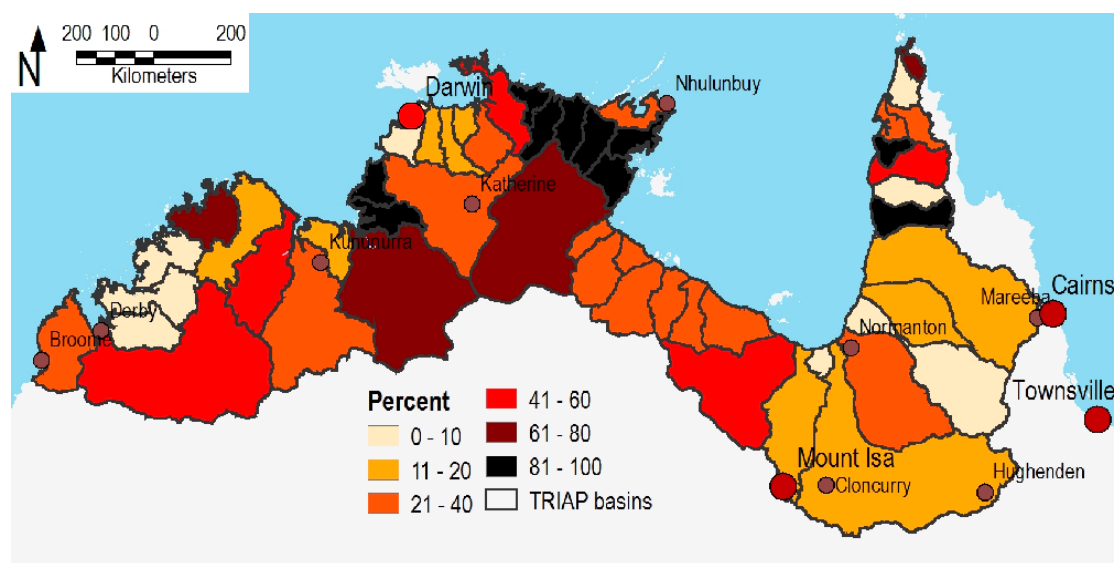 200 100 0 200
Kilometers
N
Darwin
Nhulunbuy
Katherine
Kununurra
Derby
Broome
Mareeba
Cairns
Normanton
Townsville
Mount Isa
Cloncurry
Hughenden
Percent
0 - 10
11 - 20
21 - 40
41 - 60
61 - 80
81 - 100
TRIAP basins